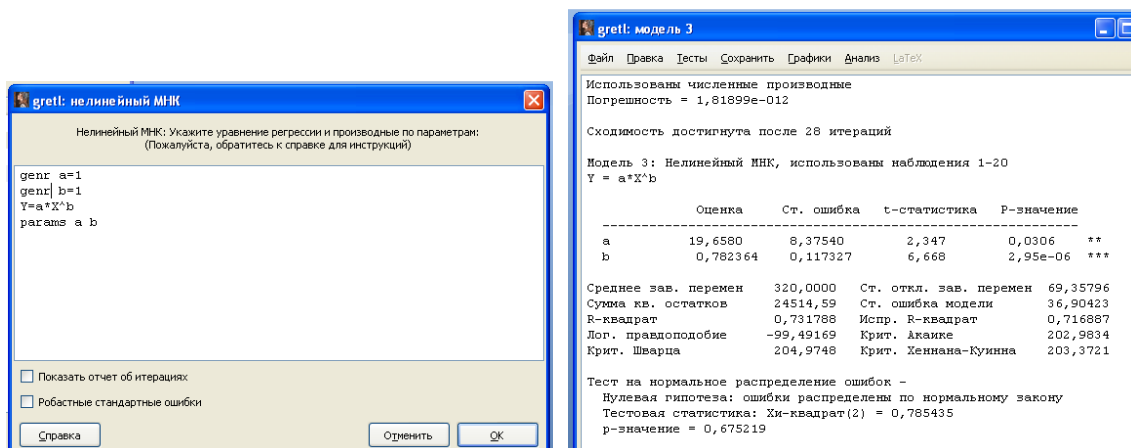 gretl: нелинейный МНК
Нелинейный МНК: Укажите уравнение регрессии и производные по параметрам:
(Пожалуйста, обратитесь к справке для инструкций)
genr a=1
genr b=1
Y=a*X^b
params a b
Показать отчет об итерациях
Робастные стандартные ошибки
Справка
Отменить
OK
gretl: модель 3
Файл Правка Тесты Сохранить Графики Анализ LaTeX
Использованы численные производные
Погрешность = 1,81899e-012
Сходимость достигнута после 28 итераций
Модель 3: Нелинейный МНК, использованы наблюдения 1-20
Y = a*X^b
Оценка Ст. ошибка t-статистика P-значение
------------------------------------------------------------
a 19,6580 8,37540 2,347 0,0306 **
b 0,782364 0,117327 6,668 2,95e-06 ***
Среднее зав. перемен 320,0000 Ст. откл. зав. перемен 69,35796
Сумма кв. остатков 24514,59 Ст. ошибка модели 36,90423
R-квадрат 0,731788 Испр. R-квадрат 0,716887
Лог. правдоподобие -99,49169 Крит. Акаике 202,9834
Крит. Шварца 204,9748 Крит. Хеннана-Куинна 203,3721
Тест на нормальное распределение ошибок -
Нулевая гипотеза: ошибки распределены по нормальному закону
Тестовая статистика: Хи-квадрат(2) = 0,785435
р-значение = 0,675219